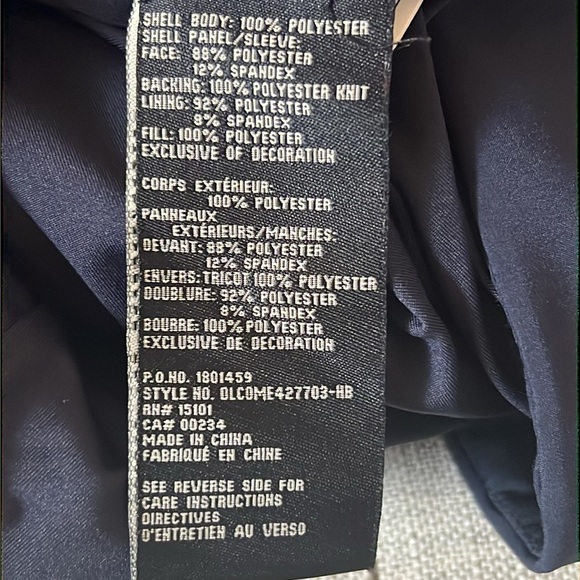 SHELL BODY: 100% POLYESTER
SHELL PANEL/SLEEVE:
FACE: 88% POLYESTER
12% SPANDEX
BACKING: 100% POLYESTER KNIT
LINING: 92% POLYESTER
8% SPANDEX
FILL: 100% POLYESTER
EXCLUSIVE OF DECORATION
CORPS EXTÉRIEUR:
100% POLYESTER
PANNEAUX
EXTÉRIEURS/MANCHES:
DEVANT: 88% POLYESTER
12% SPANDEX
ENVERS: TRICOT 100% POLYESTER
DOUBLURE: 92% POLYESTER
8% SPANDEX
BOURRE: 100% POLYESTER
EXCLUSIVE DE DECORATION
P.O.NO. 1801459
STYLE NO. DLCOME427703-HB
RN# 15101
CA# 00234
MADE IN CHINA
FABRIQUÉ EN CHINE
SEE REVERSE SIDE FOR
CARE INSTRUCTIONS
DIRECTIVES
D'ENTRETIEN AU VERSO